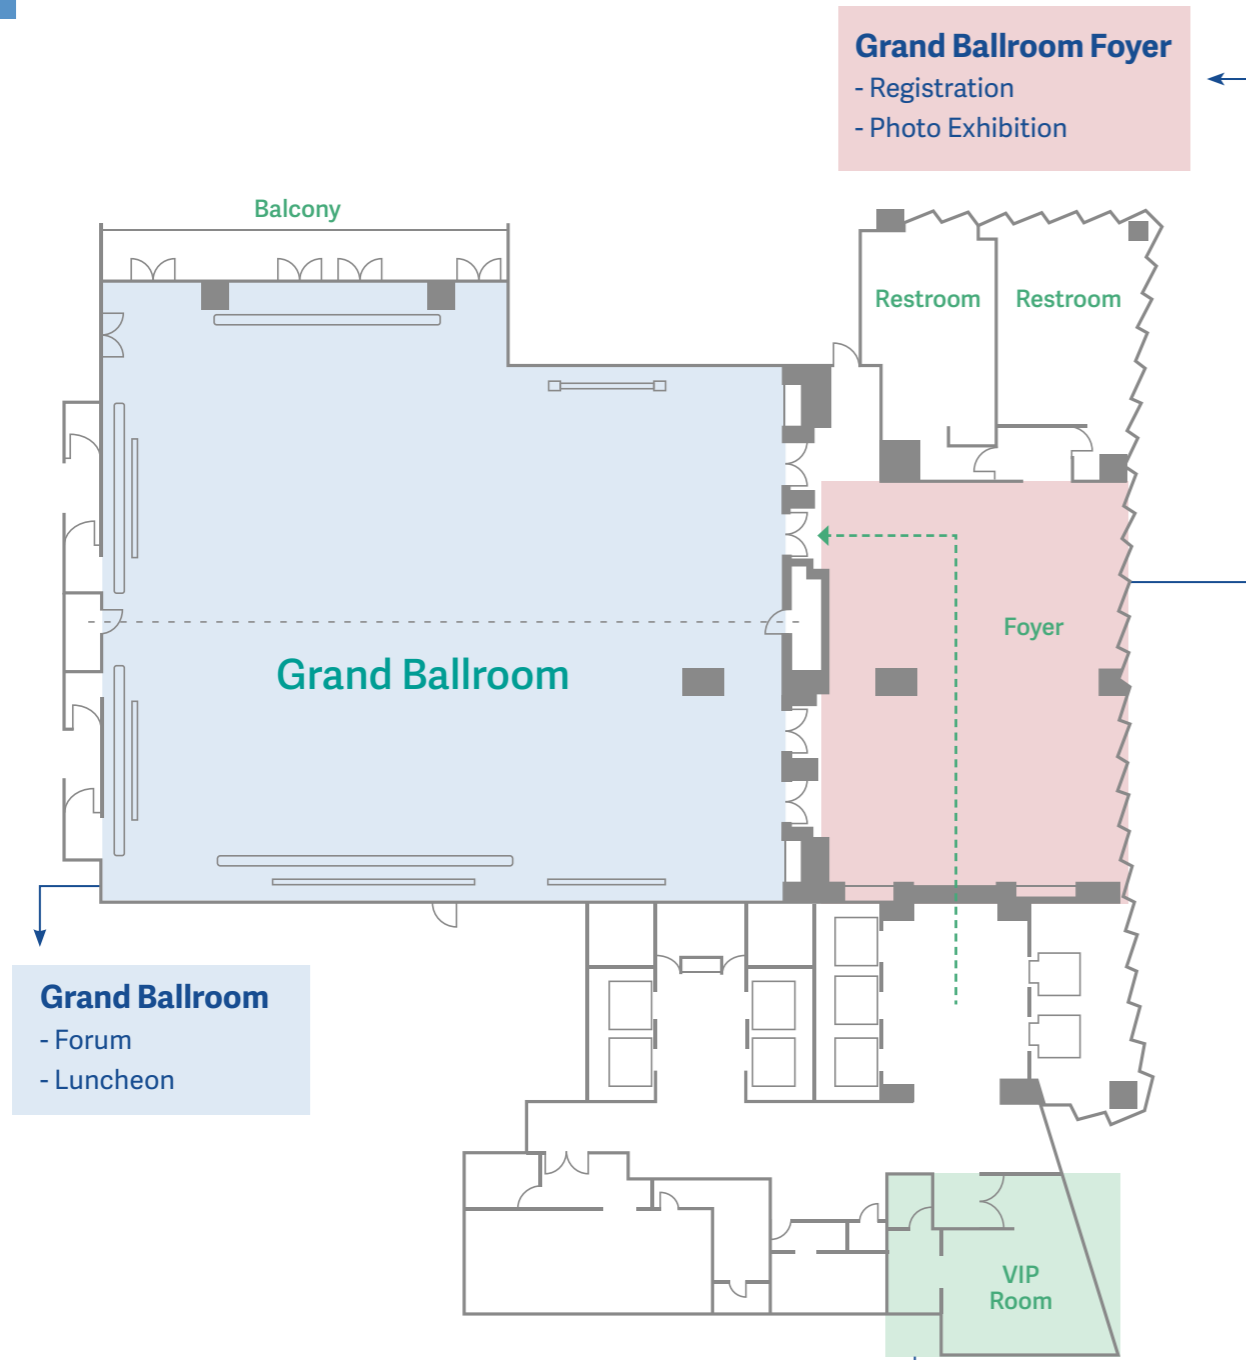 Grand Ballroom Foyer
- Registration
- Photo Exhibition
Balcony
Restroom
Restroom
Foyer
Grand Ballroom
Grand Ballroom
- Forum
- Luncheon
VIP
Room